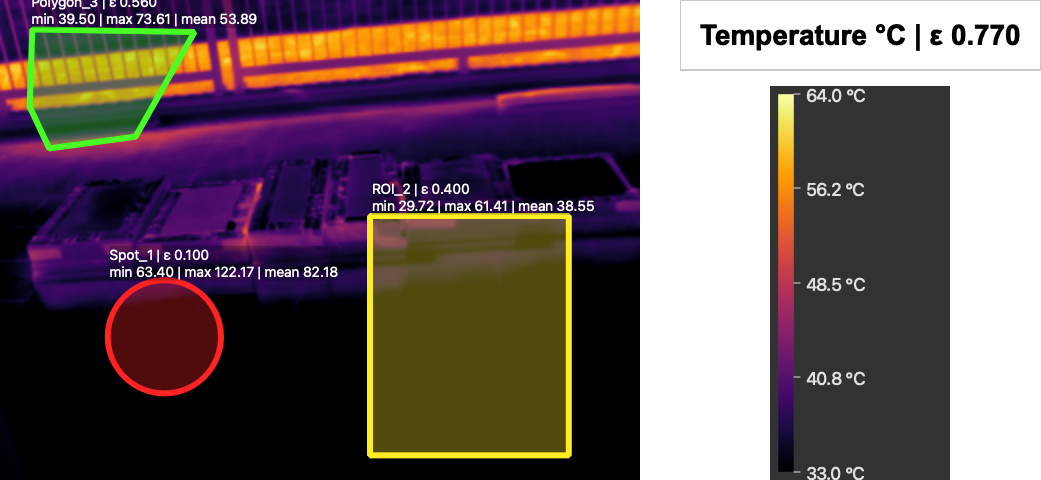 Polygon_3 | ε 0.560
min 39.50 | max 73.61 | mean 53.89
ROI_2 | ε 0.400
min 29.72 | max 61.41 | mean 38.55
Spot_1 | ε 0.100
min 63.40 | max 122.17 | mean 82.18
Temperature °C | ε 0.770
64.0 °C
56.2 °C
48.5 °C
40.8 °C
33.0 °C